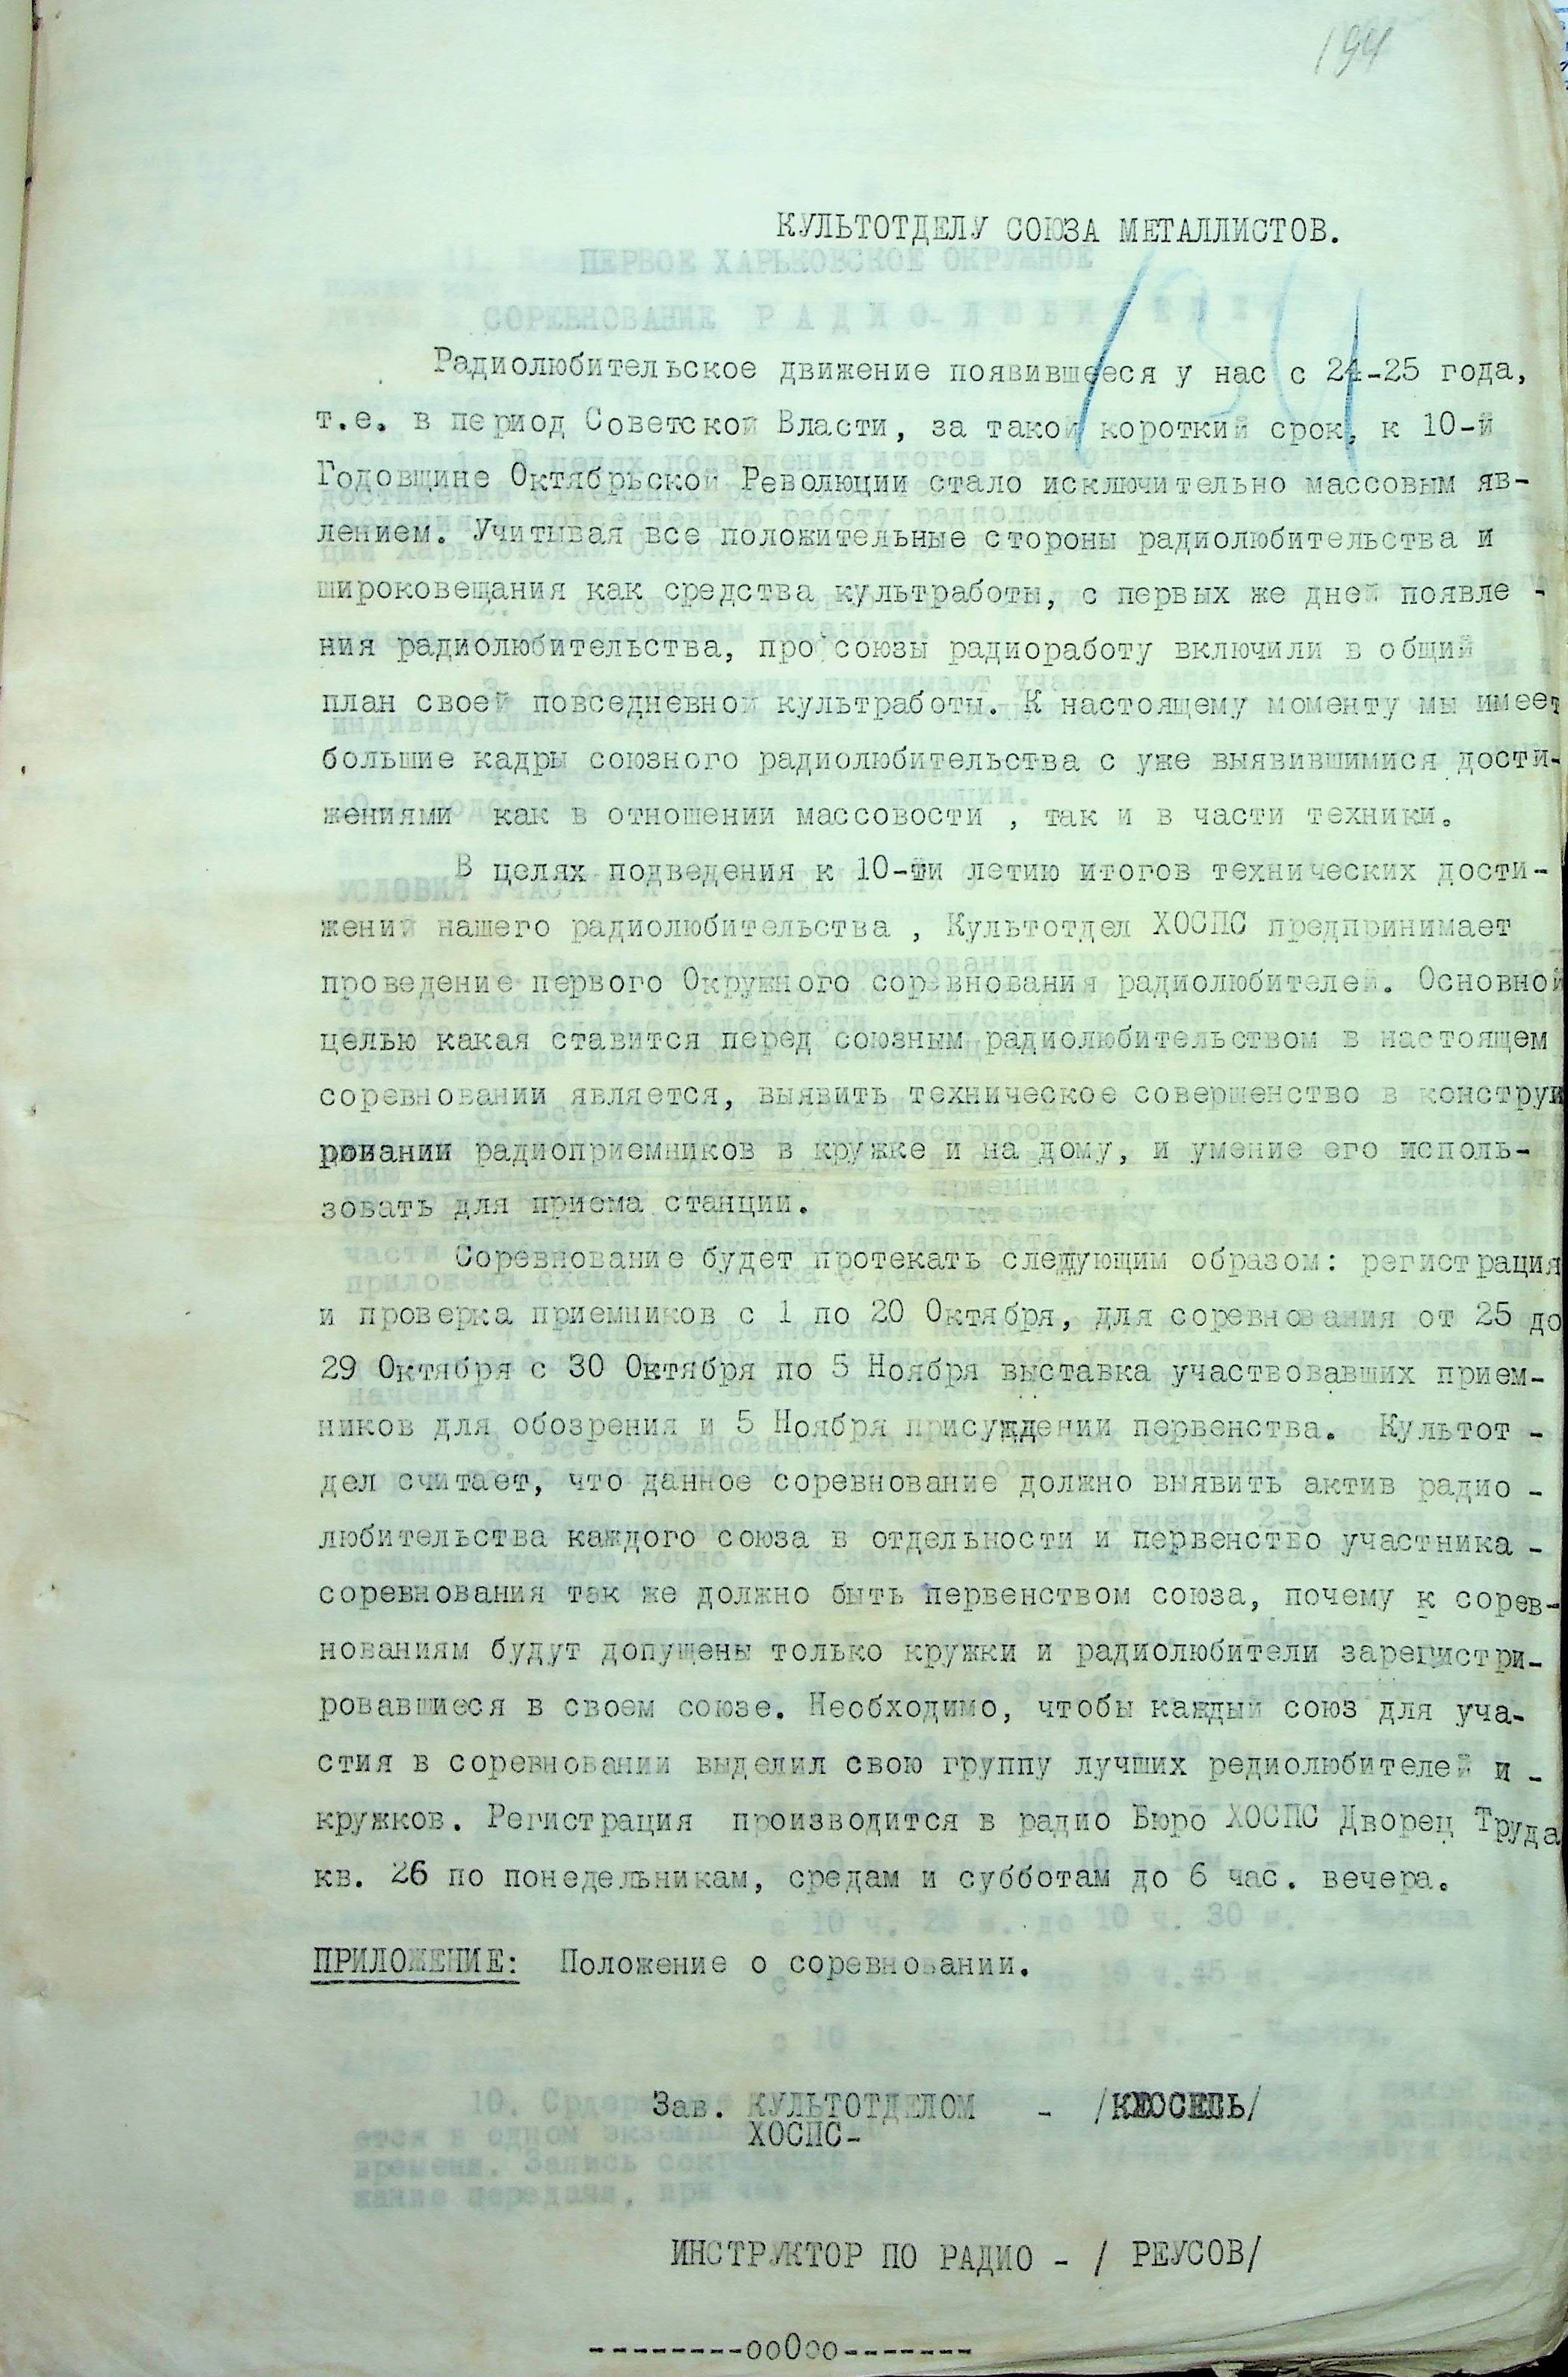 194
КУЛЬТОТДЕЛУ СОЮЗА МЕТАЛЛИСТОВ.
Радиолюбительское движение появившееся у нас с 24-25 года,
т.е. в период Советской Власти, за такой короткий срок, к 10-й
Годовщине Октябрьской Революции стало исключительно массовым яв-
лением. Учитывая все положительные стороны радиолюбительства и
широковещания как средства культработы, с первых же дней появле -
ния радиолюбительства, профсоюзы радиоработу включили в общий
план своей повседневной культработы. К настоящему моменту мы имеет
большие кадры союзного радиолюбительства с уже выявившимися дости-
жениями как в отношении массовости , так и в части техники.
В целях подведения к 10-ти летию итогов технических дости-
жений нашего радиолюбительства , Культотдел ХОСПС предпринимает
проведение первого Окружного соревнования радиолюбителей. Основной
целью какая ставится перед союзным радиолюбительством в настоящем
соревновании является, выявить техническое совершенство в конструи
ровании радиоприемников в кружке и на дому, и умение его исполь-
зовать для приема станции.
Соревнование будет протекать следующим образом: регистрация
и проверка приемников с 1 по 20 Октября, для соревнования от 25 до
29 Октября с 30 Октября по 5 Ноября выставка участвовавших прием-
ников для обозрения и 5 Ноября присуждении первенства. Культот -
дел считает, что данное соревнование должно выявить актив радио -
любительства каждого союза в отдельности и первенство участника -
соревнования так же должно быть первенством союза, почему к сорев-
нованиям будут допущены только кружки и радиолюбители зарегистри-
ровавшиеся в своем союзе. Необходимо, чтобы каждый союз для уча-
стия в соревновании выделил свою группу лучших редиолюбителей и -
кружков. Регистрация производится в радио Бюро ХОСПС Дворец Труда
кв. 26 по понедельникам, средам и субботам до 6 час. вечера.
ПРИЛОЖЕНИЕ: Положение о соревновании.
Зав. КУЛЬТОТДЕЛОМ -
ХОСПС-
ИНСТРУКТОР ПО РАДИО - / РЕУСОВ/
--------ооОоо-------